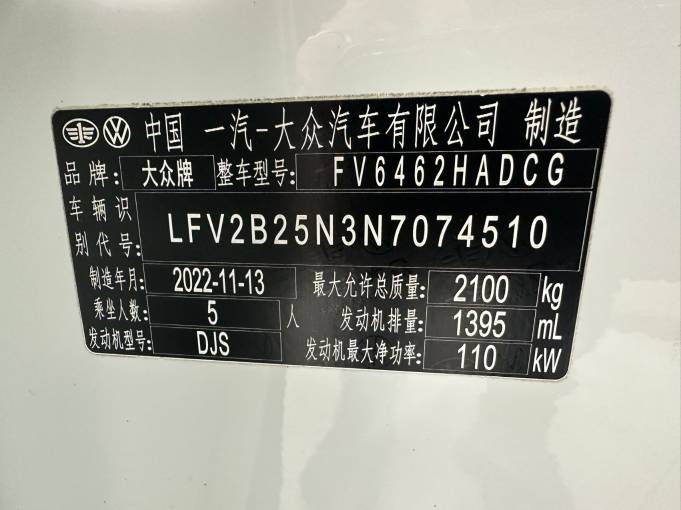 中国 一汽-大众汽车有限公司 制造
品牌: 大众牌 整车型号: FV6462HADCG
车辆识别代号: LFV2B25N3N7074510
制造年月: 2022-11-13 最大允许总质量: 2100 kg
乘坐人数: 5 人 发动机排量: 1395 mL
发动机型号: DJS 发动机最大净功率: 110 kW